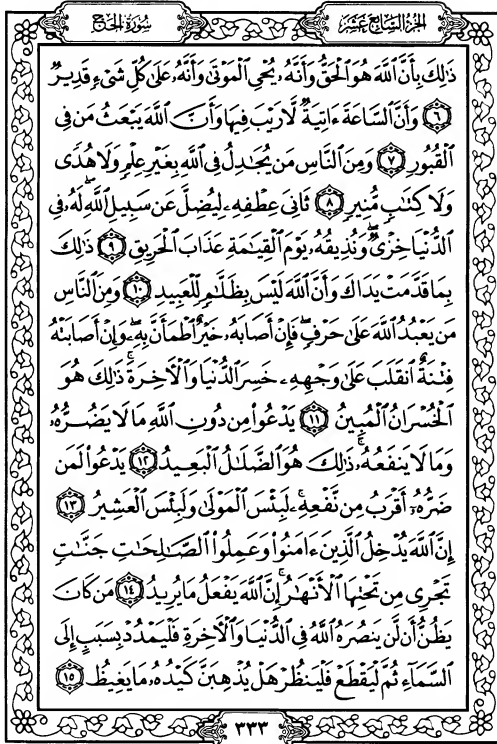 الجزء السابع عشر
سورة الحج
ذَٰلِكَ بِأَنَّ ٱللَّهَ هُوَ ٱلْحَقُّ وَأَنَّهُۥ يُحْىِ ٱلْمَوْتَىٰ وَأَنَّهُۥ عَلَىٰ كُلِّ شَىْءٍ قَدِيرٌ
٦ وَأَنَّ ٱلسَّاعَةَ ءَاتِيَةٌ لَّا رَيْبَ فِيهَا وَأَنَّ ٱللَّهَ يَبْعَثُ مَن فِى
ٱلْقُبُورِ ٧ وَمِنَ ٱلنَّاسِ مَن يُجَٰدِلُ فِى ٱللَّهِ بِغَيْرِ عِلْمٍ وَلَا هُدًى
وَلَا كِتَٰبٍ مُّنِيرٍ ٨ ثَانِىَ عِطْفِهِۦ لِيُضِلَّ عَن سَبِيلِ ٱللَّهِ ۖ لَهُۥ فِى
ٱلدُّنْيَا خِزْىٌ ۖ وَنُذِيقُهُۥ يَوْمَ ٱلْقِيَٰمَةِ عَذَابَ ٱلْحَرِيقِ ٩ ذَٰلِكَ
بِمَا قَدَّمَتْ يَدَاكَ وَأَنَّ ٱللَّهَ لَيْسَ بِظَلَّٰمٍ لِّلْعَبِيدِ ١٠ وَمِنَ ٱلنَّاسِ
مَن يَعْبُدُ ٱللَّهَ عَلَىٰ حَرْفٍ ۖ فَإِنْ أَصَابَهُۥ خَيْرٌ ٱطْمَأَنَّ بِهِۦ ۖ وَإِنْ أَصَابَتْهُ
فِتْنَةٌ ٱنقَلَبَ عَلَىٰ وَجْهِهِۦ خَسِرَ ٱلدُّنْيَا وَٱلْءَاخِرَةَ ۚ ذَٰلِكَ هُوَ
ٱلْخُسْرَانُ ٱلْمُبِينُ ١١ يَدْعُوا۟ مِن دُونِ ٱللَّهِ مَا لَا يَضُرُّهُۥ
وَمَا لَا يَنفَعُهُۥ ۚ ذَٰلِكَ هُوَ ٱلضَّلَٰلُ ٱلْبَعِيدُ ١٢ يَدْعُوا۟ لَمَن
ضَرُّهُۥٓ أَقْرَبُ مِن نَّفْعِهِۦ ۚ لَبِئْسَ ٱلْمَوْلَىٰ وَلَبِئْسَ ٱلْعَشِيرُ ١٣
إِنَّ ٱللَّهَ يُدْخِلُ ٱلَّذِينَ ءَامَنُوا۟ وَعَمِلُوا۟ ٱلصَّٰلِحَٰتِ جَنَّٰتٍ
تَجْرِى مِن تَحْتِهَا ٱلْأَنْهَٰرُ ۚ إِنَّ ٱللَّهَ يَفْعَلُ مَا يُرِيدُ ١٤ مَن كَانَ
يَظُنُّ أَن لَّن يَنصُرَهُ ٱللَّهُ فِى ٱلدُّنْيَا وَٱلْءَاخِرَةِ فَلْيَمْدُدْ بِسَبَبٍ إِلَى
ٱلسَّمَآءِ ثُمَّ لْيَقْطَعْ فَلْيَنظُرْ هَلْ يُذْهِبَنَّ كَيْدُهُۥ مَا يَغِيظُ ١٥
٣٣٣